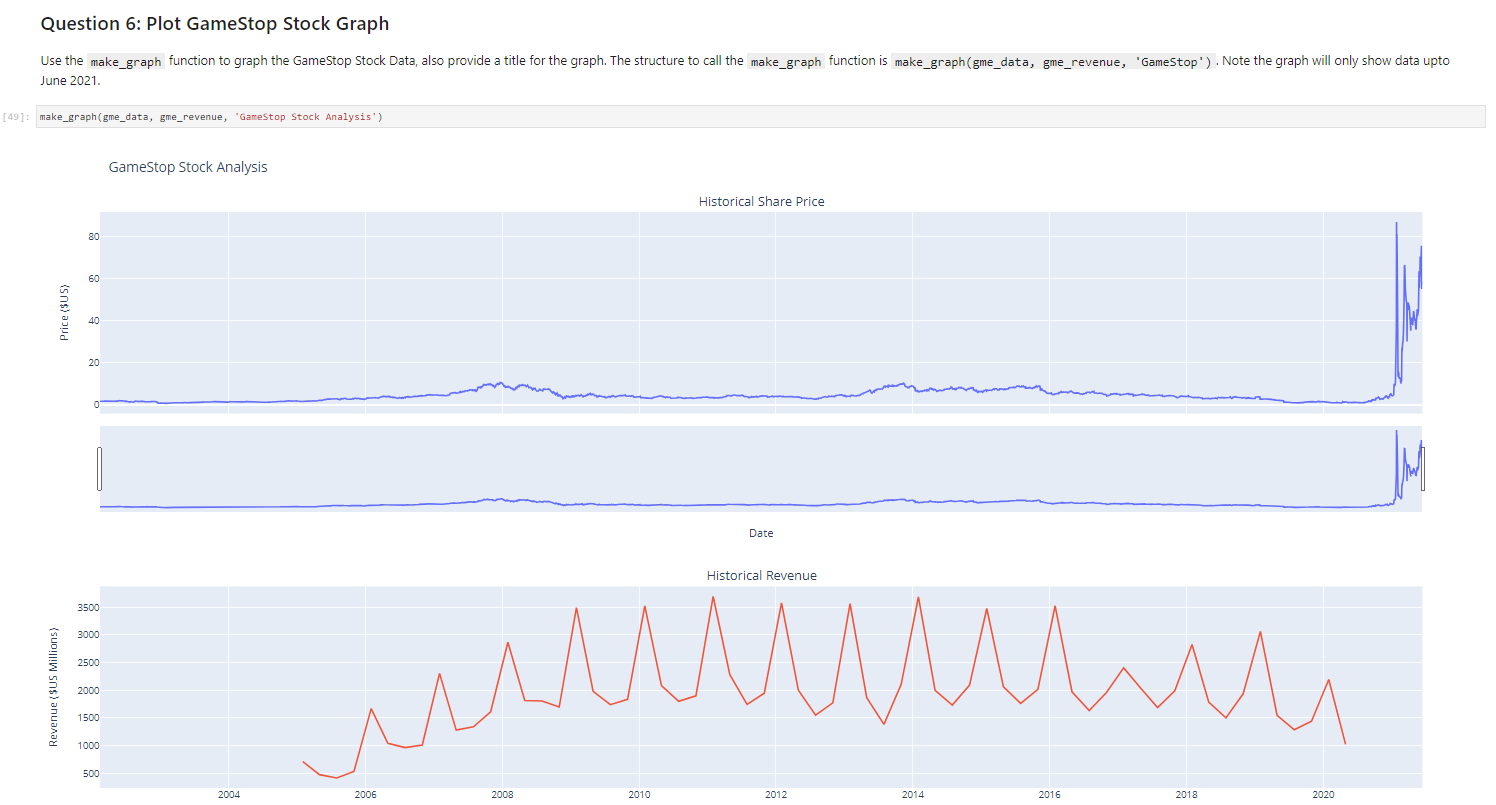 Question 6: Plot GameStop Stock Graph
Use the make_graph function to graph the GameStop Stock Data, also provide a title for the graph. The structure to call the make_graph function is make_graph(gme_data, gme_revenue, 'GameStop'). Note the graph will only show data upto
June 2021.
[49]: make_graph(gme_data, gme_revenue, 'GameStop Stock Analysis')
GameStop Stock Analysis
Historical Share Price
80
60
40
20
0
Price ($US)
Date
Historical Revenue
3500
3000
2500
2000
1500
1000
500
Revenue ($US Millions)
2004 2006 2008 2010 2012 2014 2016 2018 2020